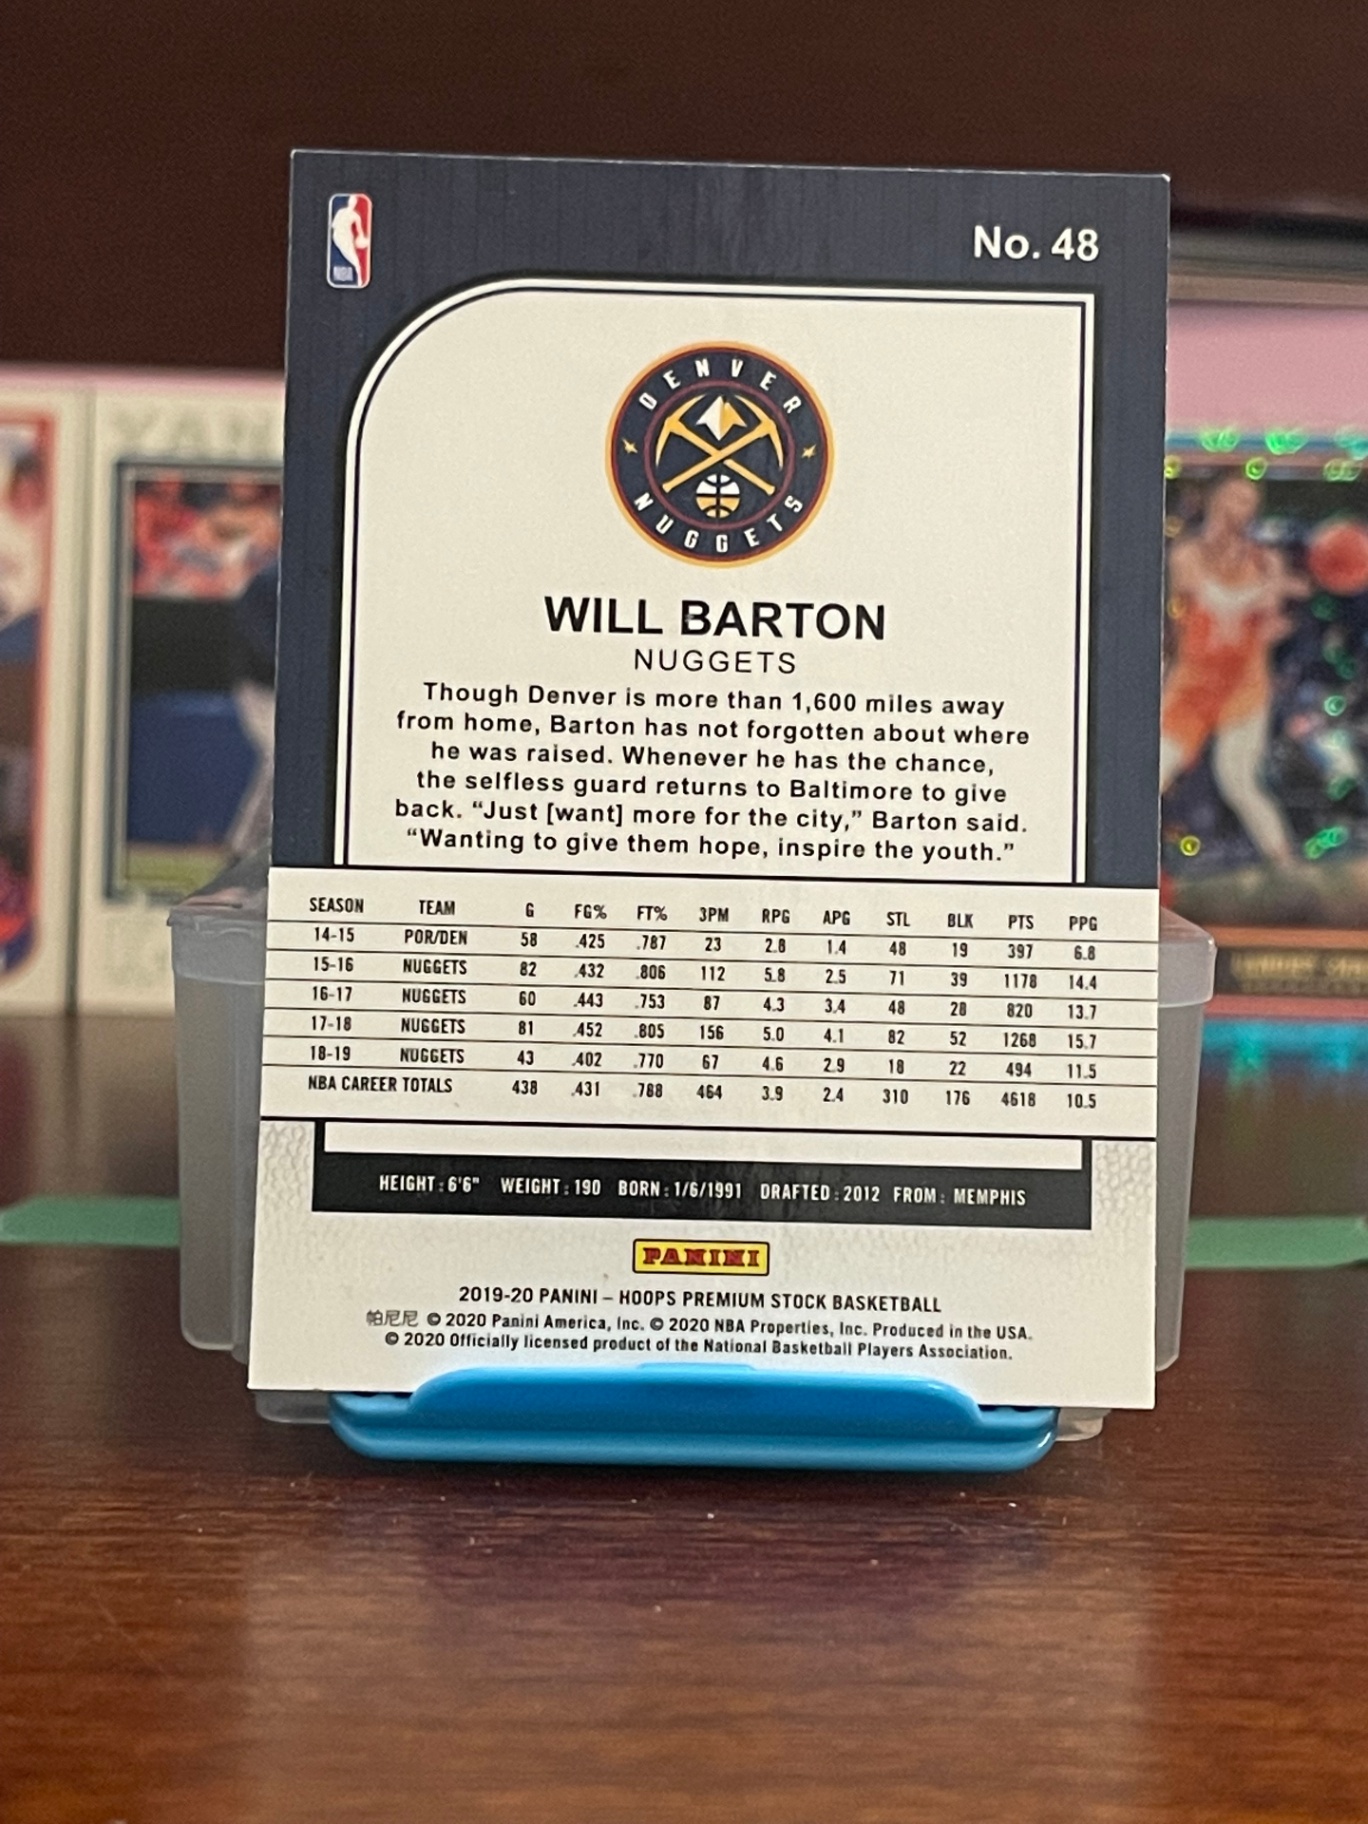 NBA
No. 48
DENVER
NUGGETS
WILL BARTON
NUGGETS
Though Denver is more than 1,600 miles away
from home, Barton has not forgotten about where
he was raised. Whenever he has the chance,
the selfless guard returns to Baltimore to give
back. “Just [want] more for the city,” Barton said.
“Wanting to give them hope, inspire the youth.”
SEASON TEAM G FG% FT% 3PM RPG APG STL BLK PTS PPG
14-15 POR/DEN 58 .425 .787 23 2.8 1.4 48 19 397 6.8
15-16 NUGGETS 82 .432 .806 112 5.8 2.5 71 39 1178 14.4
16-17 NUGGETS 60 .443 .753 87 4.3 3.4 48 28 820 13.7
17-18 NUGGETS 81 .452 .805 156 5.0 4.1 82 52 1268 15.7
18-19 NUGGETS 43 .402 .770 67 4.6 2.9 18 22 494 11.5
NBA CAREER TOTALS 438 .431 .788 464 3.9 2.4 310 176 4618 10.5
HEIGHT: 6'6" WEIGHT: 190 BORN: 1/6/1991 DRAFTED: 2012 FROM: MEMPHIS
PANINI
2019-20 PANINI – HOOPS PREMIUM STOCK BASKETBALL
帕尼尼 © 2020 Panini America, Inc. © 2020 NBA Properties, Inc. Produced in the USA.
© 2020 Officially licensed product of the National Basketball Players Association.